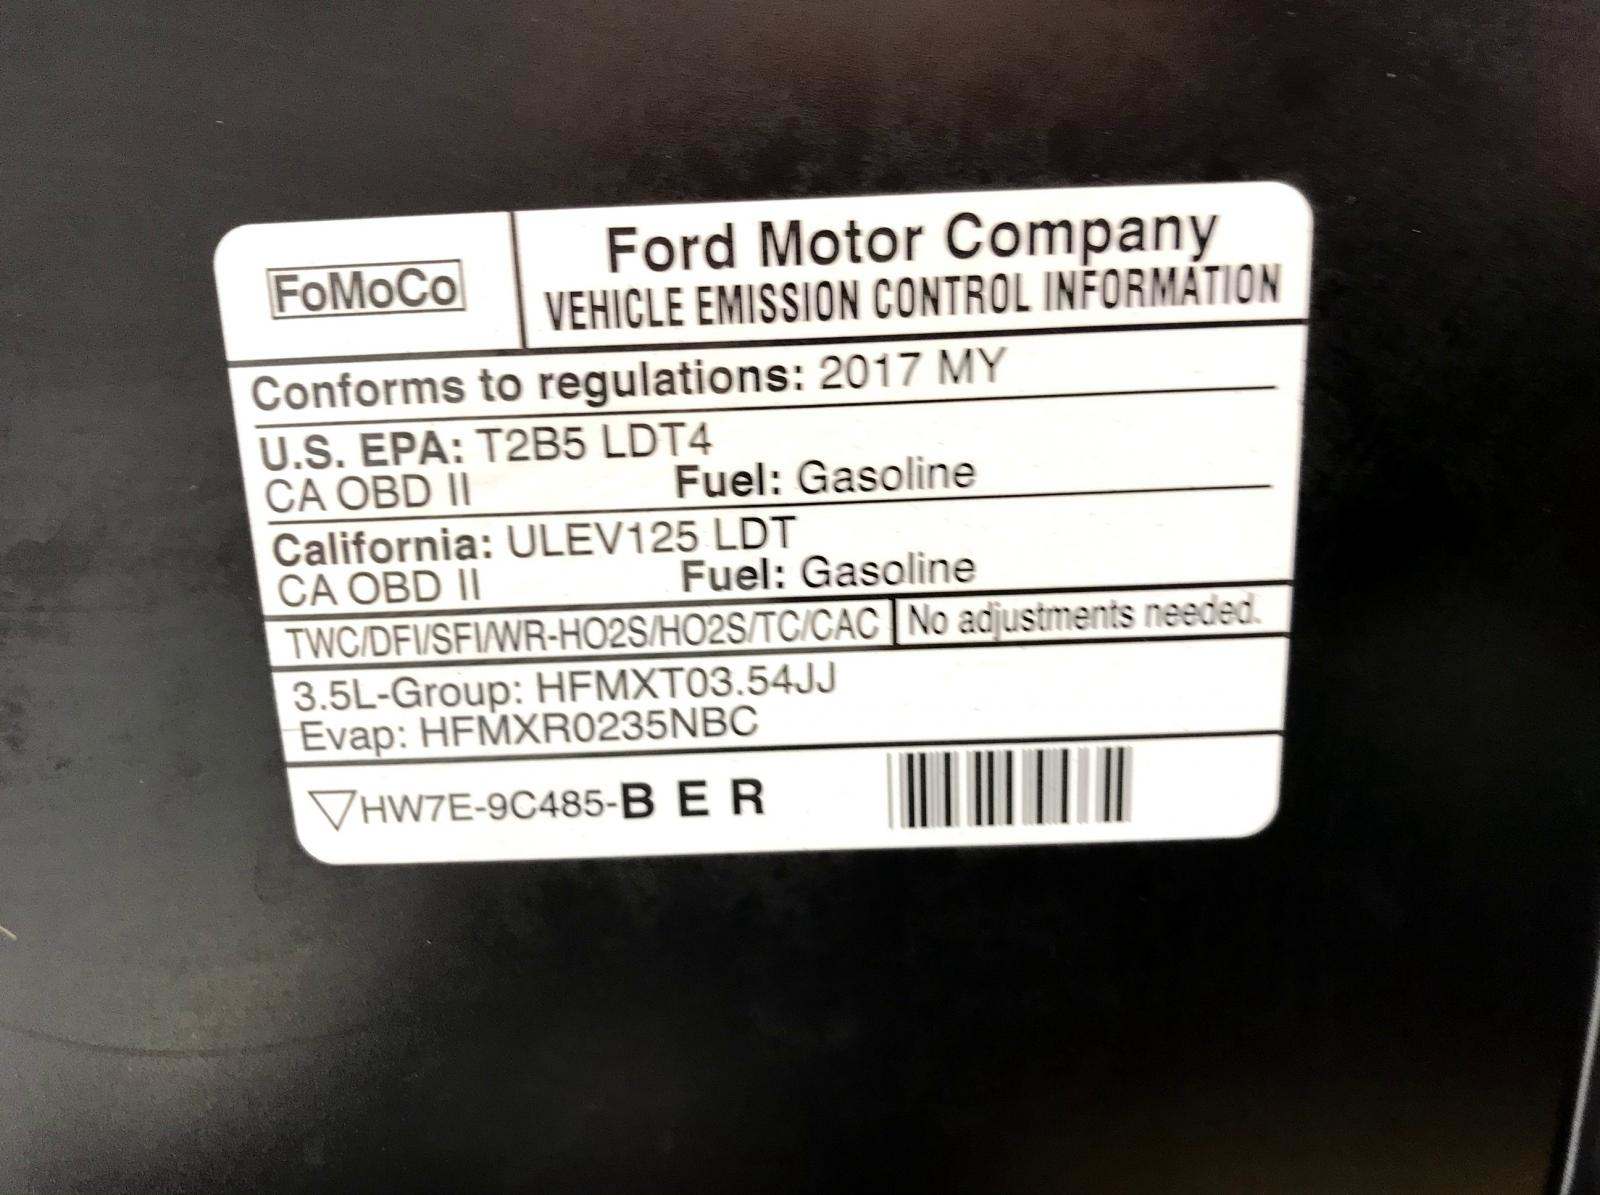 FoMoCo
Ford Motor Company
VEHICLE EMISSION CONTROL INFORMATION
Conforms to regulations: 2017 MY
U.S. EPA: T2B5 LDT4
CA OBD II Fuel: Gasoline
California: ULEV125 LDT
CA OBD II Fuel: Gasoline
TWC/DFI/SFI/WR-HO2S/HO2S/TC/CAC No adjustments needed.
3.5L-Group: HFMXT03.54JJ
Evap: HFMXR0235NBC
▽HW7E-9C485-B E R